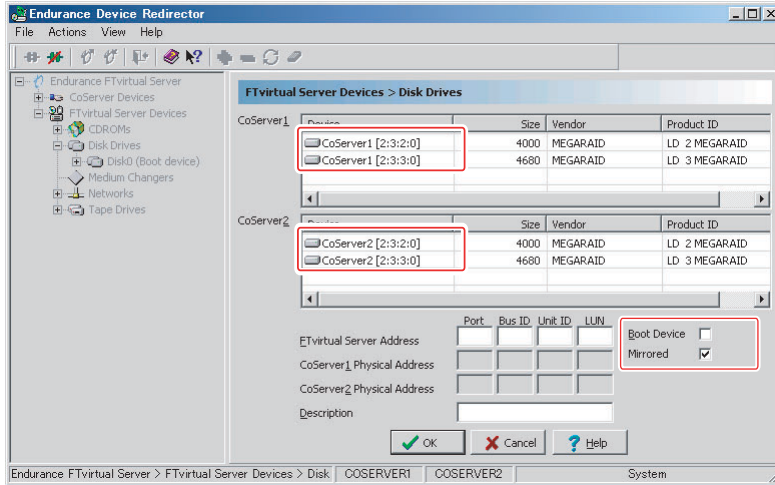 Endurance Device Redirector
File Actions View Help
Endurance FTvirtual Server
CoServer Devices
FTvirtual Server Devices
CDROMs
Disk Drives
Disk0 (Boot device)
Medium Changers
Networks
Tape Drives
FTvirtual Server Devices > Disk Drives
CoServer1
Device Size Vendor Product ID
CoServer1 [2:3:2:0] 4000 MEGARAID LD 2 MEGARAID
CoServer1 [2:3:3:0] 4680 MEGARAID LD 3 MEGARAID
CoServer2
Device Size Vendor Product ID
CoServer2 [2:3:2:0] 4000 MEGARAID LD 2 MEGARAID
CoServer2 [2:3:3:0] 4680 MEGARAID LD 3 MEGARAID
Port Bus ID Unit ID LUN
FTvirtual Server Address
CoServer1 Physical Address
CoServer2 Physical Address
Description
Boot Device
Mirrored
OK Cancel Help
Endurance FTvirtual Server > FTvirtual Server Devices > Disk COSERVER1 COSERVER2 System